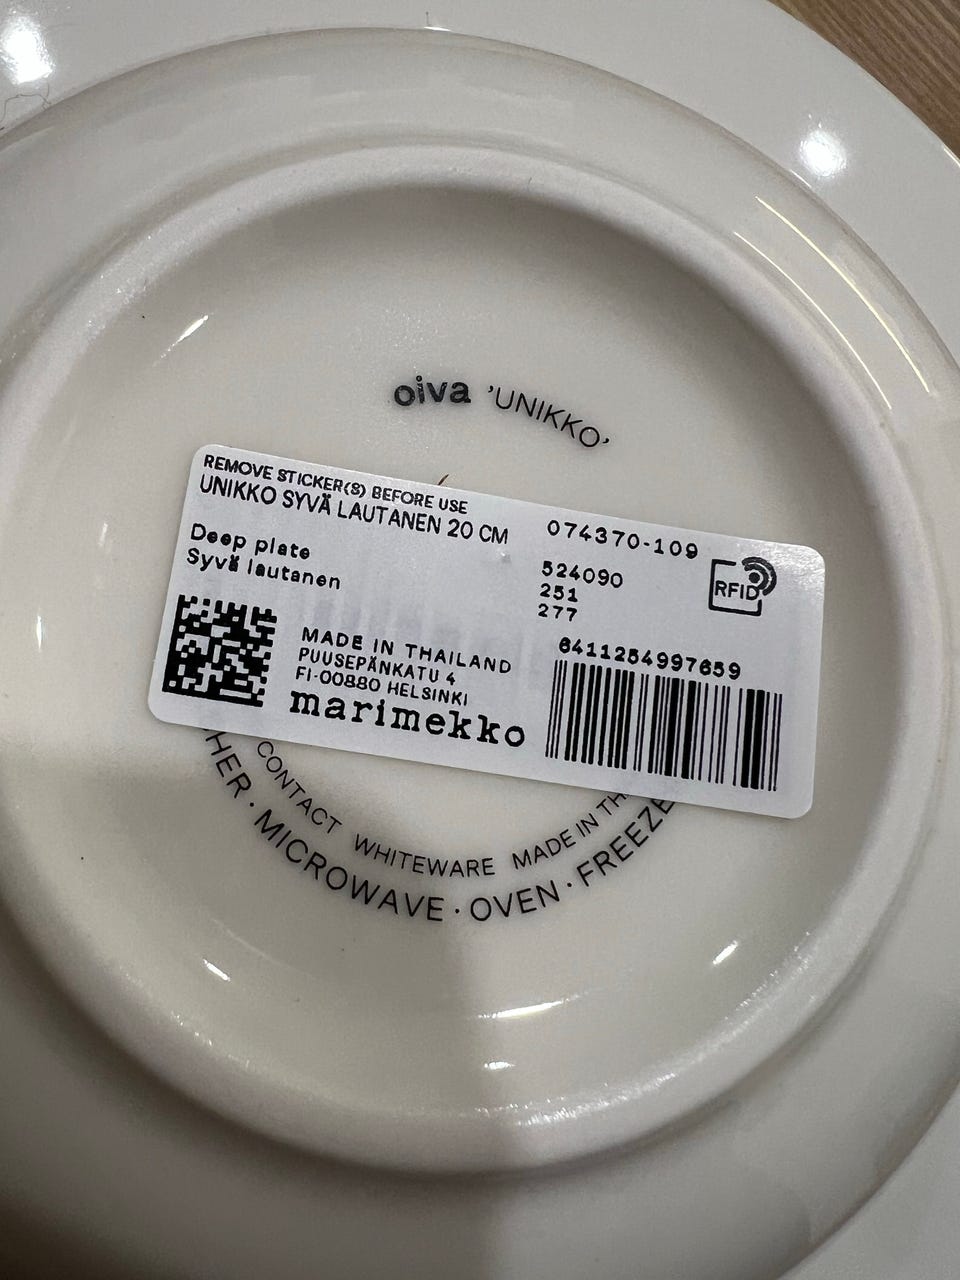 oiva 'UNIKKO'
REMOVE STICKER(S) BEFORE USE
UNIKKO SYVÄ LAUTANEN 20 CM
074370-109
Deep plate
Syvä lautanen
524090
251
277
RFID
MADE IN THAILAND
PUUSEPÄNKATU 4
FI-00880 HELSINKI
marimekko
6411254997659
CONTACT WHITEWARE MADE IN TH
HER · MICROWAVE · OVEN · FREEZE